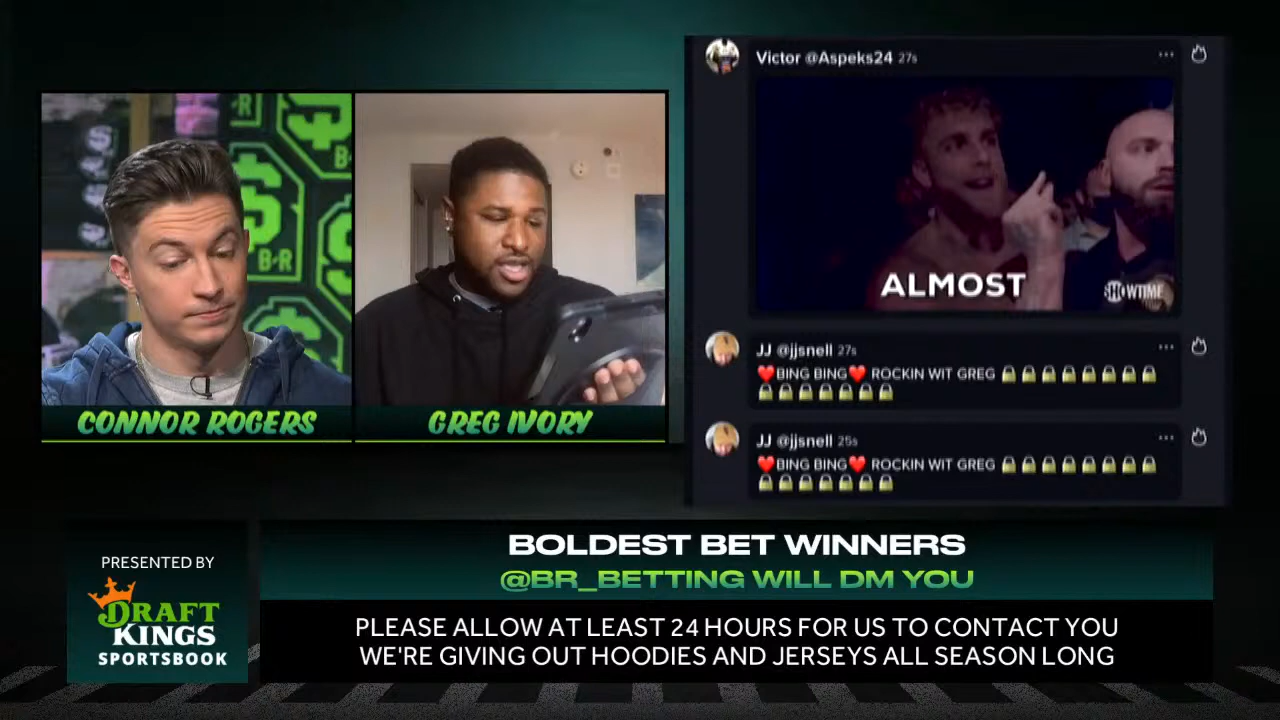 Victor @Aspeks24 27s
ALMOST
SHOWTIME
JJ @jjsnell 27s
❤️BING BING❤️ ROCKIN WIT GREG 🔒🔒🔒🔒🔒🔒🔒🔒
🔒🔒🔒🔒🔒🔒🔒
JJ @jjsnell 25s
❤️BING BING❤️ ROCKIN WIT GREG 🔒🔒🔒🔒🔒🔒🔒🔒
🔒🔒🔒🔒🔒🔒🔒
B·R
B·R
CONNOR ROGERS
GREG IVORY
PRESENTED BY
DRAFT
KINGS
SPORTSBOOK
BOLDEST BET WINNERS
@BR_BETTING WILL DM YOU
PLEASE ALLOW AT LEAST 24 HOURS FOR US TO CONTACT YOU
WE'RE GIVING OUT HOODIES AND JERSEYS ALL SEASON LONG